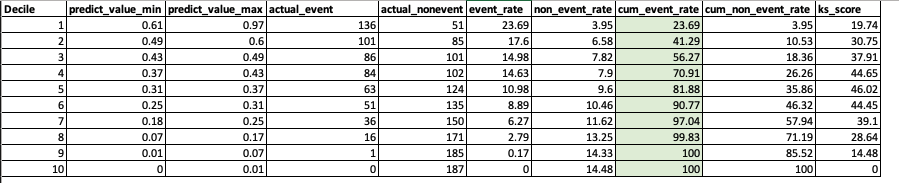 Decile predict_value_min predict_value_max actual_event actual_nonevent event_rate non_event_rate cum_event_rate cum_non_event_rate ks_score
1 0.61 0.97 136 51 23.69 3.95 23.69 3.95 19.74
2 0.49 0.6 101 85 17.6 6.58 41.29 10.53 30.75
3 0.43 0.49 86 101 14.98 7.82 56.27 18.36 37.91
4 0.37 0.43 84 102 14.63 7.9 70.91 26.26 44.65
5 0.31 0.37 63 124 10.98 9.6 81.88 35.86 46.02
6 0.25 0.31 51 135 8.89 10.46 90.77 46.32 44.45
7 0.18 0.25 36 150 6.27 11.62 97.04 57.94 39.1
8 0.07 0.17 16 171 2.79 13.25 99.83 71.19 28.64
9 0.01 0.07 1 185 0.17 14.33 100 85.52 14.48
10 0 0.01 0 187 0 14.48 100 100 0